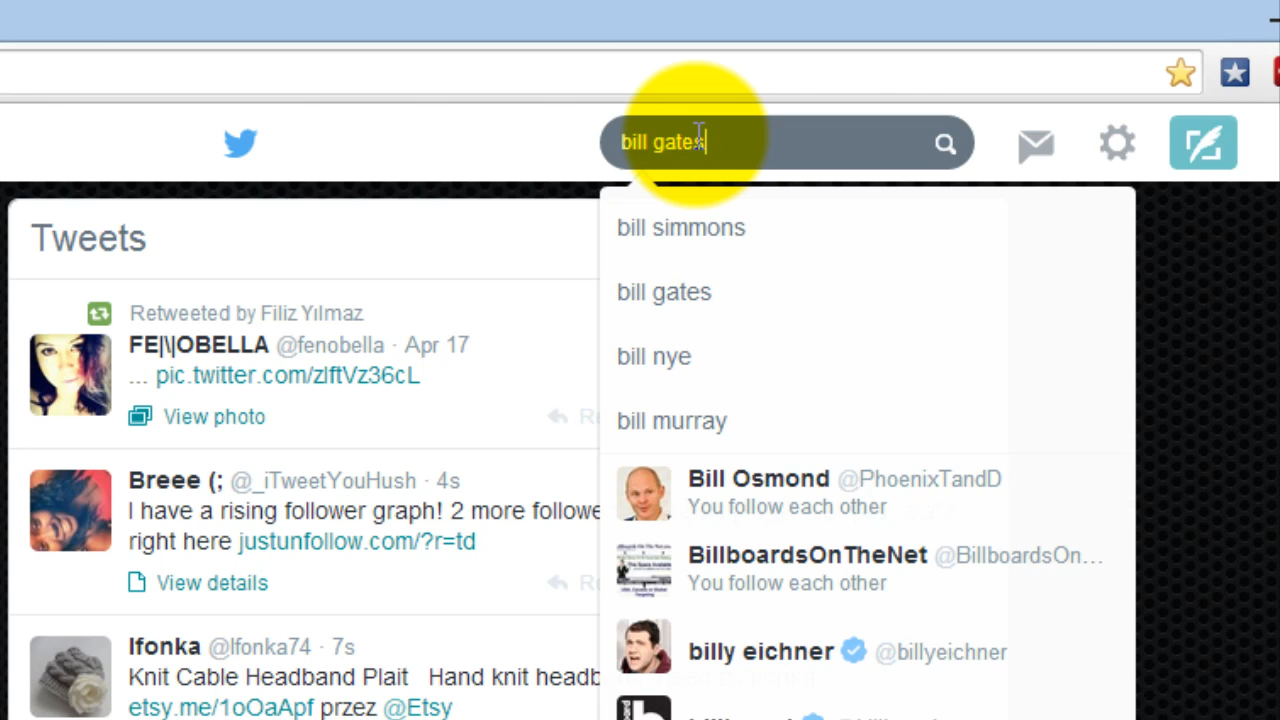 bill gates
Tweets
Retweeted by Filiz Yılmaz
FE|\|OBELLA @fenobella · Apr 17
... pic.twitter.com/zlftVz36cL
View photo
Breee (; @_iTweetYouHush · 4s
I have a rising follower graph! 2 more followe
right here justunfollow.com/?r=td
View details
Ifonka @Ifonka74 · 7s
Knit Cable Headband Plait Hand knit headb
etsy.me/1oOaApf przez @Etsy
bill simmons
bill gates
bill nye
bill murray
Bill Osmond @PhoenixTandD
You follow each other
BillboardsOnTheNet @BillboardsOn...
You follow each other
billy eichner @billyeichner